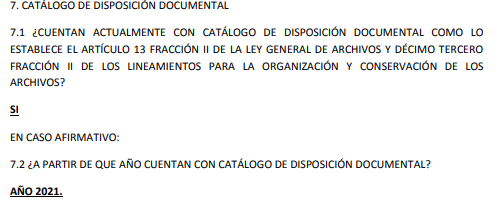 7. CATÁLOGO DE DISPOSICIÓN DOCUMENTAL
7.1 ¿CUENTAN ACTUALMENTE CON CATÁLOGO DE DISPOSICIÓN DOCUMENTAL COMO LO
ESTABLECE EL ARTÍCULO 13 FRACCIÓN II DE LA LEY GENERAL DE ARCHIVOS Y DÉCIMO TERCERO
FRACCIÓN II DE LOS LINEAMIENTOS PARA LA ORGANIZACIÓN Y CONSERVACIÓN DE LOS
ARCHIVOS?
SI
EN CASO AFIRMATIVO:
7.2 ¿A PARTIR DE QUE AÑO CUENTAN CON CATÁLOGO DE DISPOSICIÓN DOCUMENTAL?
AÑO 2021.